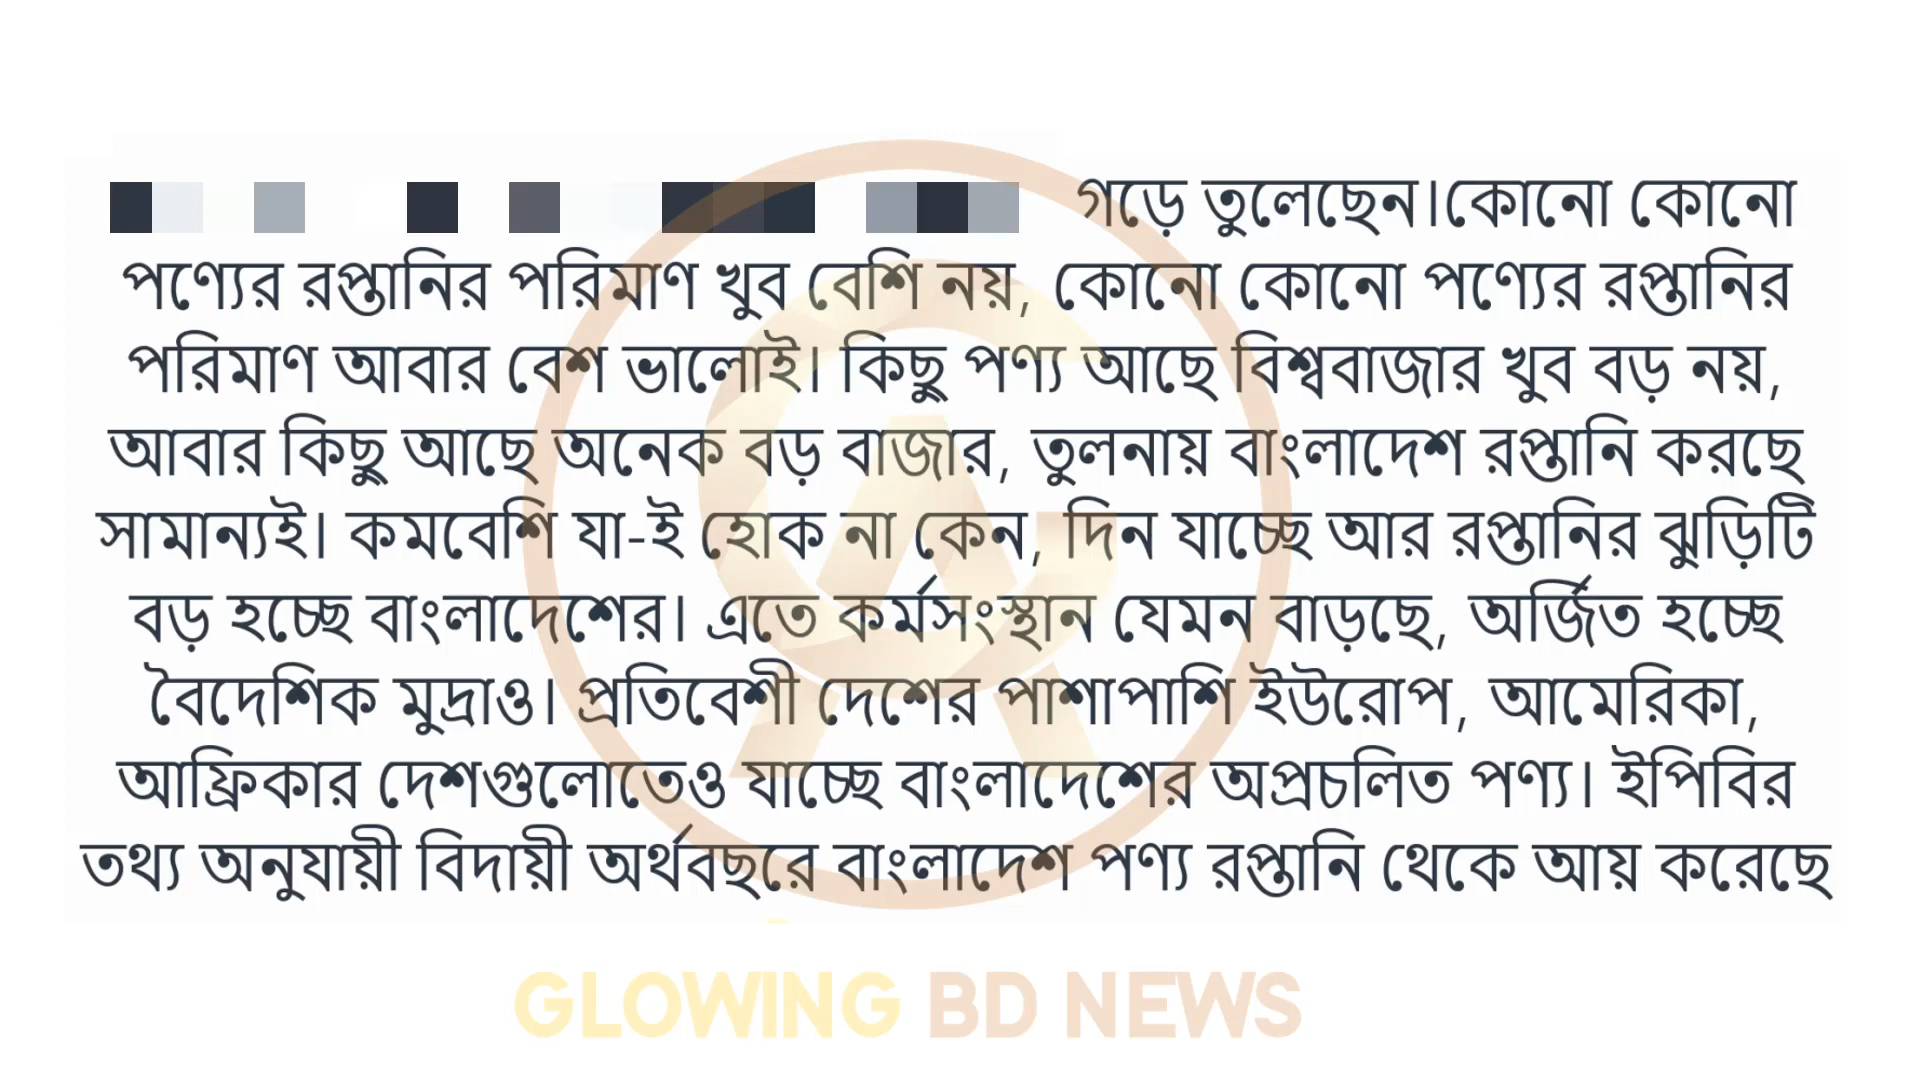 গড়ে তুলেছেন।কোনো কোনো
পণ্যের রপ্তানির পরিমাণ খুব বেশি নয়, কোনো কোনো পণ্যের রপ্তানির
পরিমাণ আবার বেশ ভালোই। কিছু পণ্য আছে বিশ্ববাজার খুব বড় নয়,
আবার কিছু আছে অনেক বড় বাজার, তুলনায় বাংলাদেশ রপ্তানি করছে
সামান্যই। কমবেশি যা-ই হোক না কেন, দিন যাচ্ছে আর রপ্তানির ঝুড়িটি
বড় হচ্ছে বাংলাদেশের। এতে কর্মসংস্থান যেমন বাড়ছে, অর্জিত হচ্ছে
বৈদেশিক মুদ্রাও। প্রতিবেশী দেশের পাশাপাশি ইউরোপ, আমেরিকা,
আফ্রিকার দেশগুলোতেও যাচ্ছে বাংলাদেশের অপ্রচলিত পণ্য। ইপিবির
তথ্য অনুযায়ী বিদায়ী অর্থবছরে বাংলাদেশ পণ্য রপ্তানি থেকে আয় করেছে
GLOWING BD NEWS